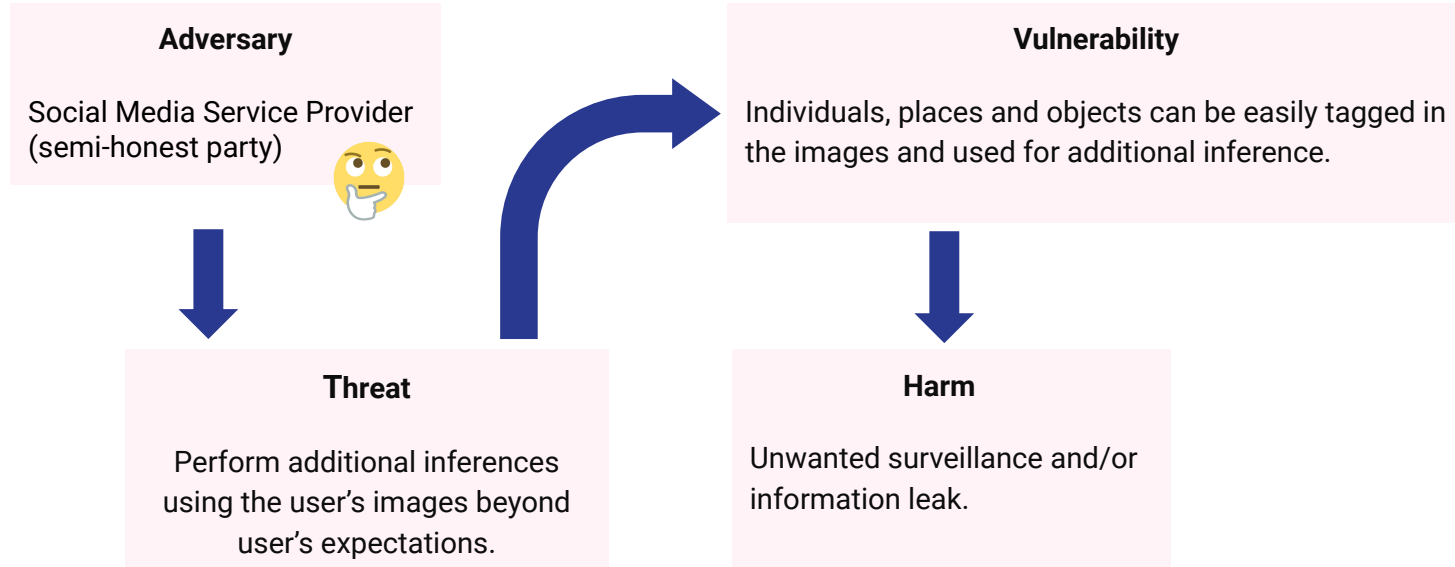 Adversary
Social Media Service Provider
(semi-honest party)
Threat
Perform additional inferences
using the user’s images beyond
user’s expectations.
Vulnerability
Individuals, places and objects can be easily tagged in
the images and used for additional inference.
Harm
Unwanted surveillance and/or
information leak.